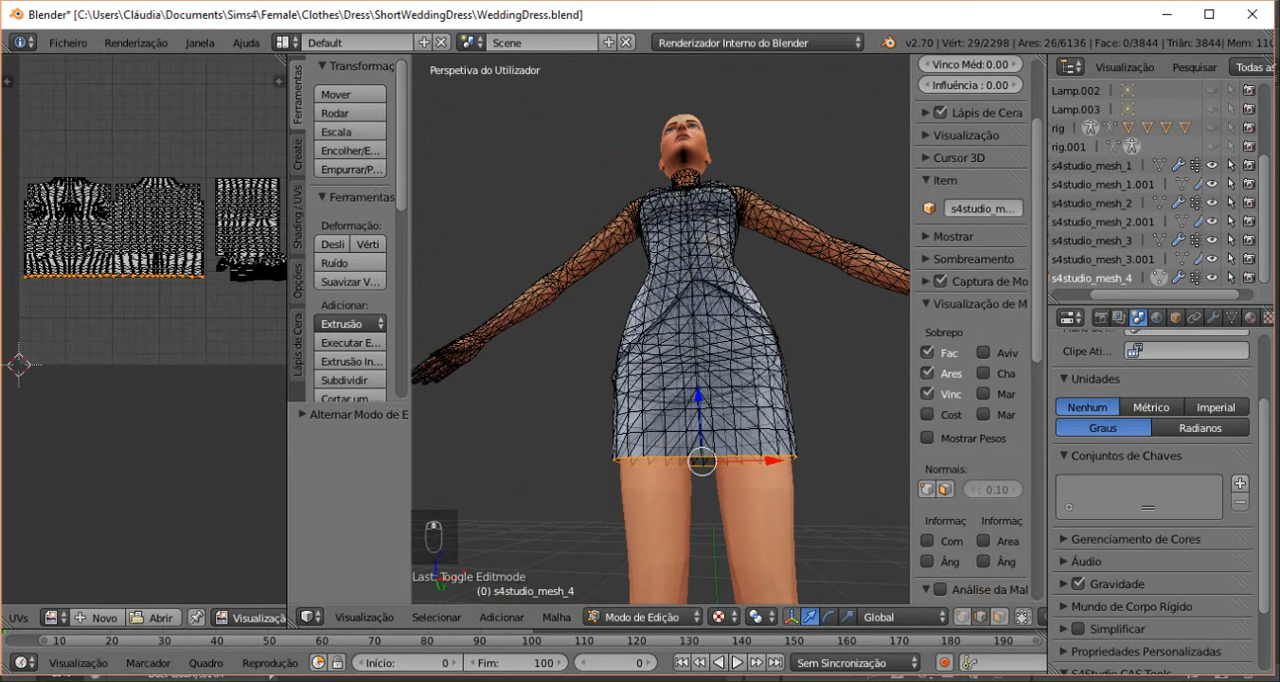 Blender* [C:\Users\Cláudia\Documents\Sims4\Female\Clothes\Dress\ShortWeddingDress\WeddingDress.blend]
Ficheiro Renderização Janela Ajuda Default Scene Renderizador Interno do Blender v2.70 | Vért: 29/2298 | Ares: 26/6136 | Face: 0/3844 | Triàn: 3844 | Mem: 110
Perspetiva do Utilizador
Ferramentas
Create
Shading / UVs
Opções
Lápis de Cera
Transformaç
Mover
Rodar
Escala
Encolher/E...
Empurrar/P...
Ferramentas
Deformação:
Desli Vérti
Ruído
Suavizar V...
Adicionar:
Extrusão
Executar E...
Extrusão In...
Subdividir
Cortar um
Alternar Modo de E
Last: Toggle Editmode
(0) s4studio_mesh_4
Vinco Méd: 0.00
Influência : 0.00
Lápis de Cera
Visualização
Cursor 3D
Item
s4studio_m...
Mostrar
Sombreamento
Captura de Mo
Visualização de M
Sobrepo
Fac Aviv
Ares Cha
Vinc Mar
Cost Mar
Mostrar Pesos
Normais:
: 0.10
Informaç Informaç
Com Area
Âng Âng
Análise da Mal
Visualização Pesquisar Todas as
Lamp.002
Lamp.003
rig
rig.001
s4studio_mesh_1
s4studio_mesh_1.001
s4studio_mesh_2
s4studio_mesh_2.001
s4studio_mesh_3
s4studio_mesh_3.001
s4studio_mesh_4
Clipe Ati...
Unidades
Nenhum Métrico Imperial
Graus Radianos
Conjuntos de Chaves
Gerenciamento de Cores
Áudio
Gravidade
Mundo de Corpo Rígido
Simplificar
Propriedades Personalizadas
S4Studio CAS Tools
UVs Novo Abrir Visualizaçã
Visualização Selecionar Adicionar Malha Modo de Edição Global
10 20 30 40 50 60 70 80 90 100 110 120 130 140 150 160 170 180 190
Visualização Marcador Quadro Reprodução Início: 0 Fim: 100 0 Sem Sincronização